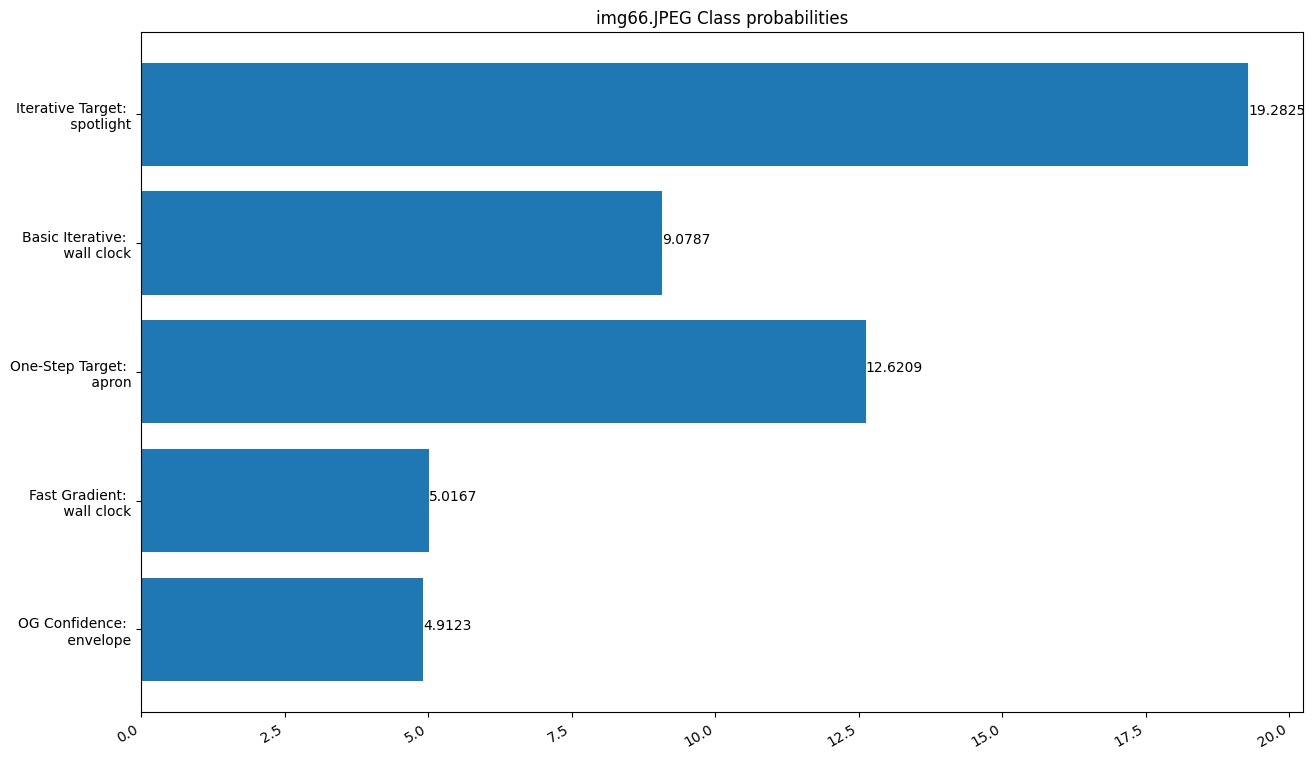 img66.JPEG Class probabilities
Iterative Target:
spotlight
19.2825
Basic Iterative:
wall clock
9.0787
One-Step Target:
apron
12.6209
Fast Gradient:
wall clock
5.0167
OG Confidence:
envelope
4.9123
0.0
2.5
5.0
7.5
10.0
12.5
15.0
17.5
20.0